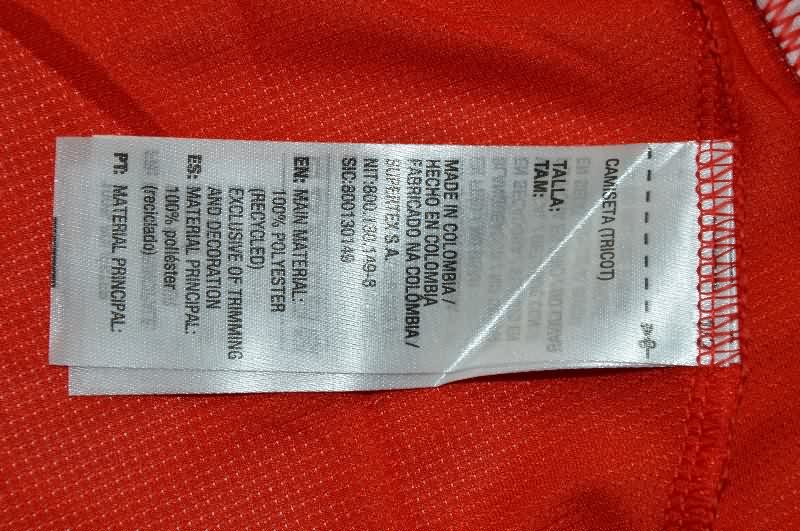 CAMISETA (TRICOT)
TALLA:
TAM:
MADE IN COLOMBIA /
HECHO EN COLOMBIA
FABRICADO NA COLÔMBIA /
SUPERTEX S.A.
NIT:800.130.149-8
SIC:800130149
EN: MAIN MATERIAL:
100% POLYESTER
(RECYCLED)
EXCLUSIVE OF TRIMMING
AND DECORATION
ES: MATERIAL PRINCIPAL:
100% poliéster
(reciclado)
PT: MATERIAL PRINCIPAL: